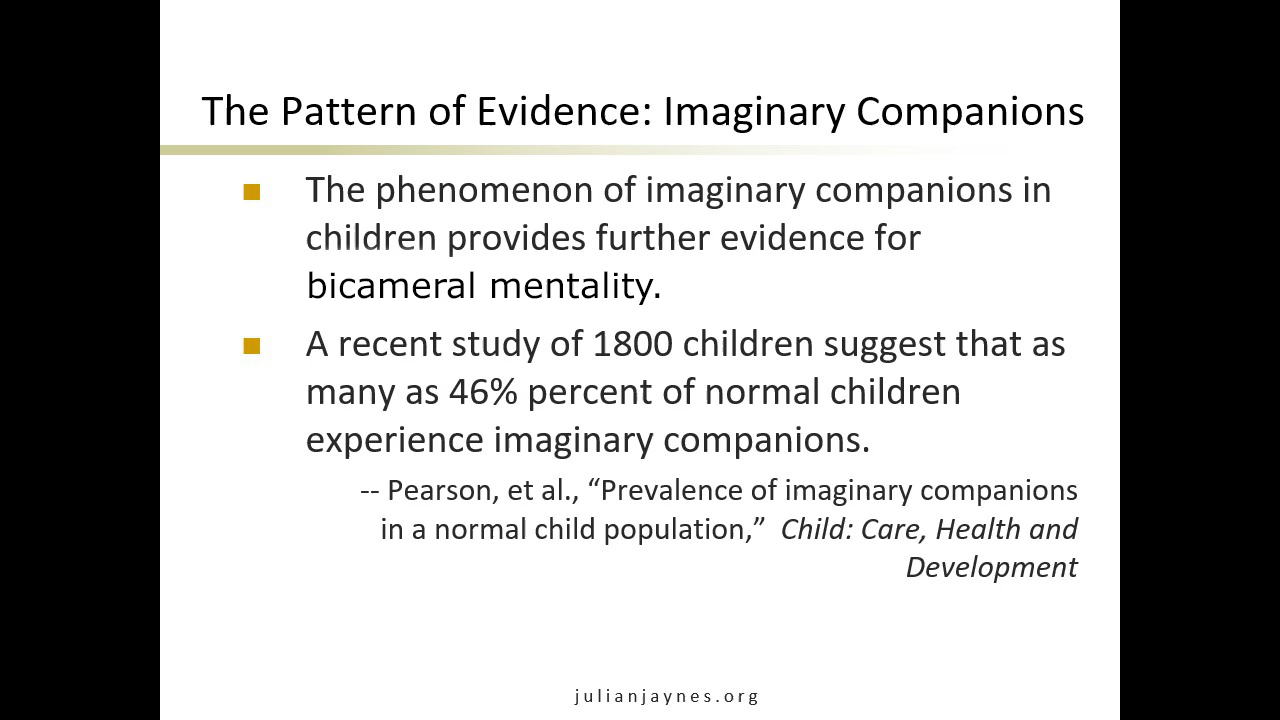 The Pattern of Evidence: Imaginary Companions
The phenomenon of imaginary companions in
children provides further evidence for
bicameral mentality.
A recent study of 1800 children suggest that as
many as 46% percent of normal children
experience imaginary companions.
-- Pearson, et al., “Prevalence of imaginary companions
in a normal child population,” Child: Care, Health and
Development
julianjaynes.org